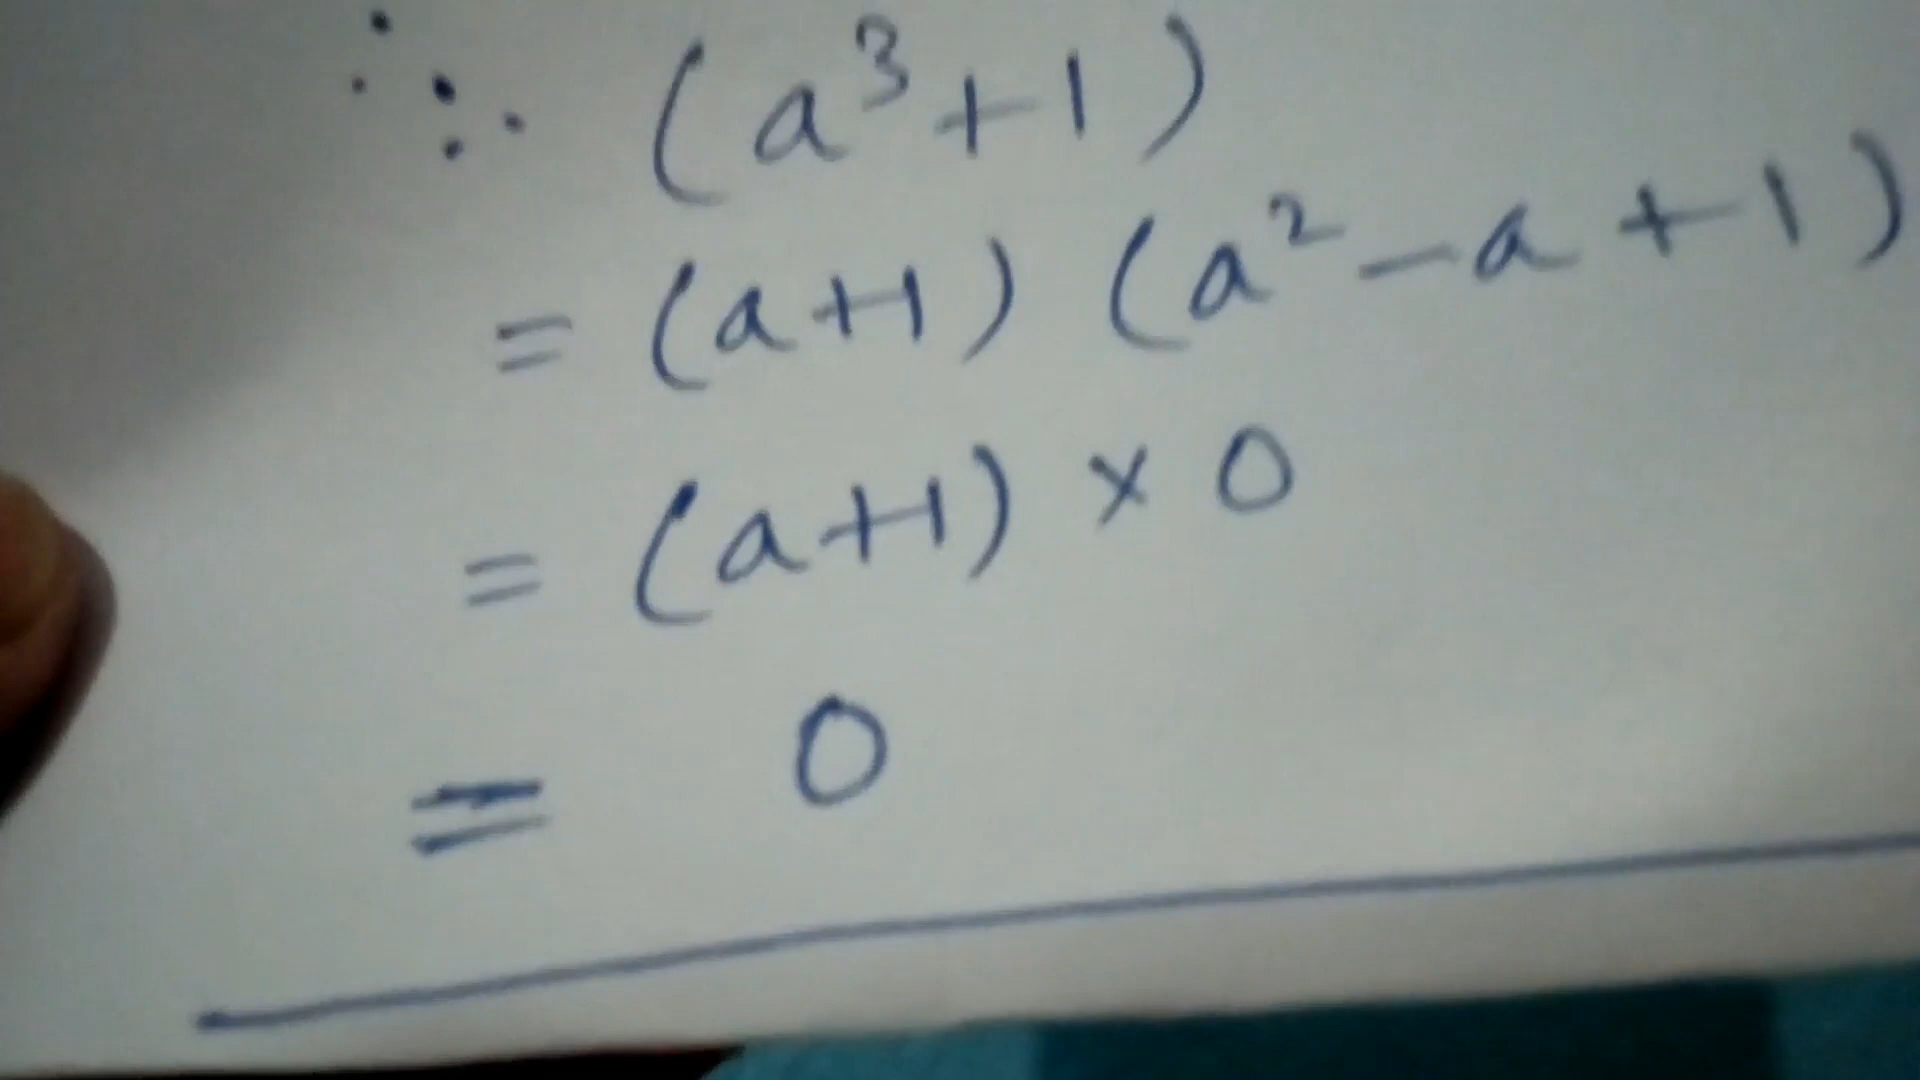 ∴ (a³+1)
= (a+1) (a²-a+1)
= (a+1) × 0
= 0